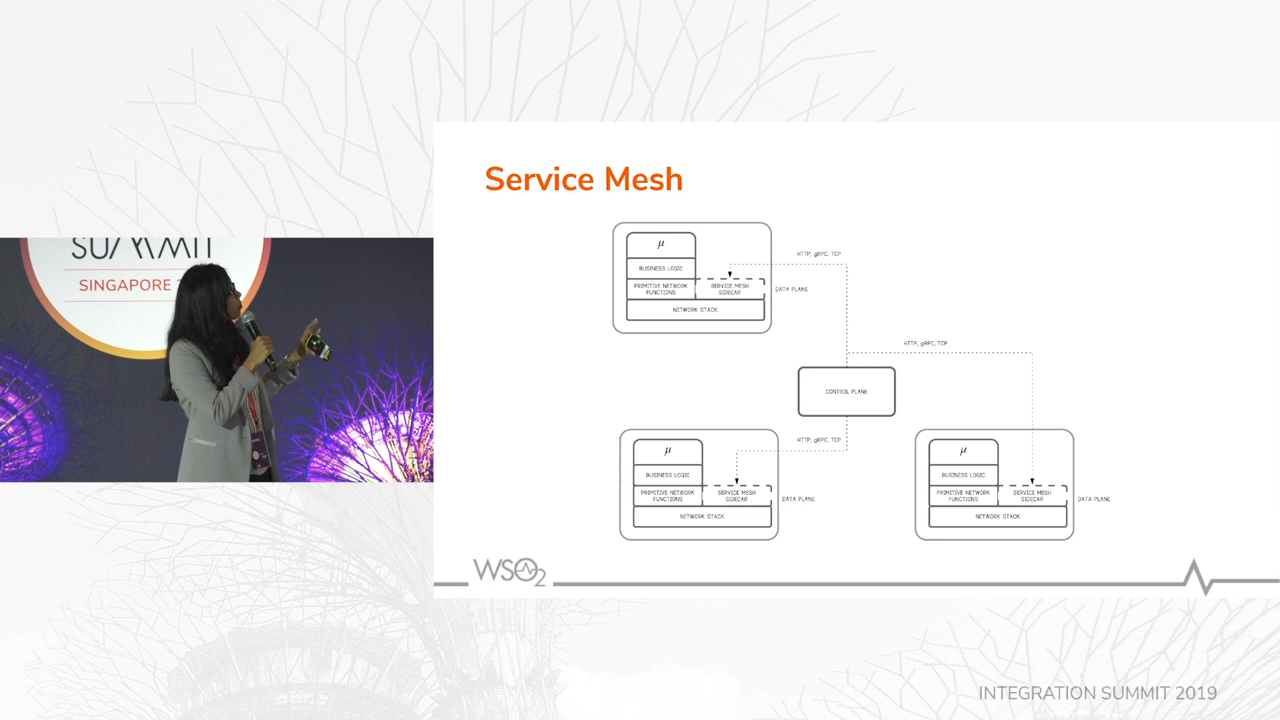 SUMMIT
SINGAPORE
Service Mesh
μ
BUSINESS LOGIC
PRIMITIVE NETWORK
FUNCTIONS
SERVICE MESH
SIDECAR
NETWORK STACK
DATA PLANE
HTTP, gRPC, TCP
HTTP, gRPC, TCP
CONTROL PLANE
HTTP, gRPC, TCP
μ
BUSINESS LOGIC
PRIMITIVE NETWORK
FUNCTIONS
SERVICE MESH
SIDECAR
NETWORK STACK
DATA PLANE
μ
BUSINESS LOGIC
PRIMITIVE NETWORK
FUNCTIONS
SERVICE MESH
SIDECAR
NETWORK STACK
DATA PLANE
WSO2
INTEGRATION SUMMIT 2019